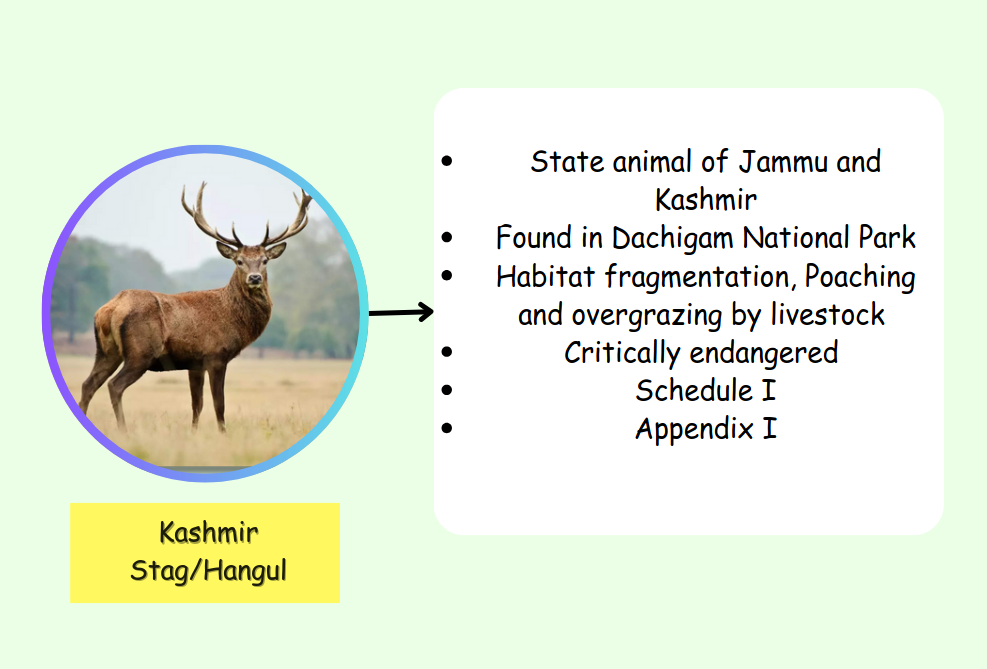 • State animal of Jammu and
Kashmir
• Found in Dachigam National Park
• Habitat fragmentation, Poaching
and overgrazing by livestock
• Critically endangered
• Schedule I
• Appendix I
Kashmir
Stag/Hangul